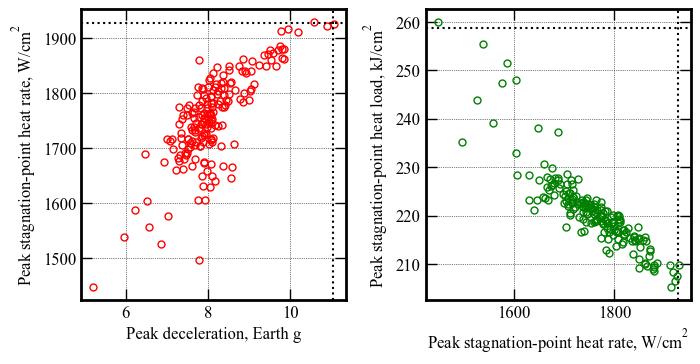 Peak stagnation-point heat rate, W/cm²
1900
1800
1700
1600
1500
6 8 10
Peak deceleration, Earth g
Peak stagnation-point heat load, kJ/cm²
260
250
240
230
220
210
1600 1800
Peak stagnation-point heat rate, W/cm²